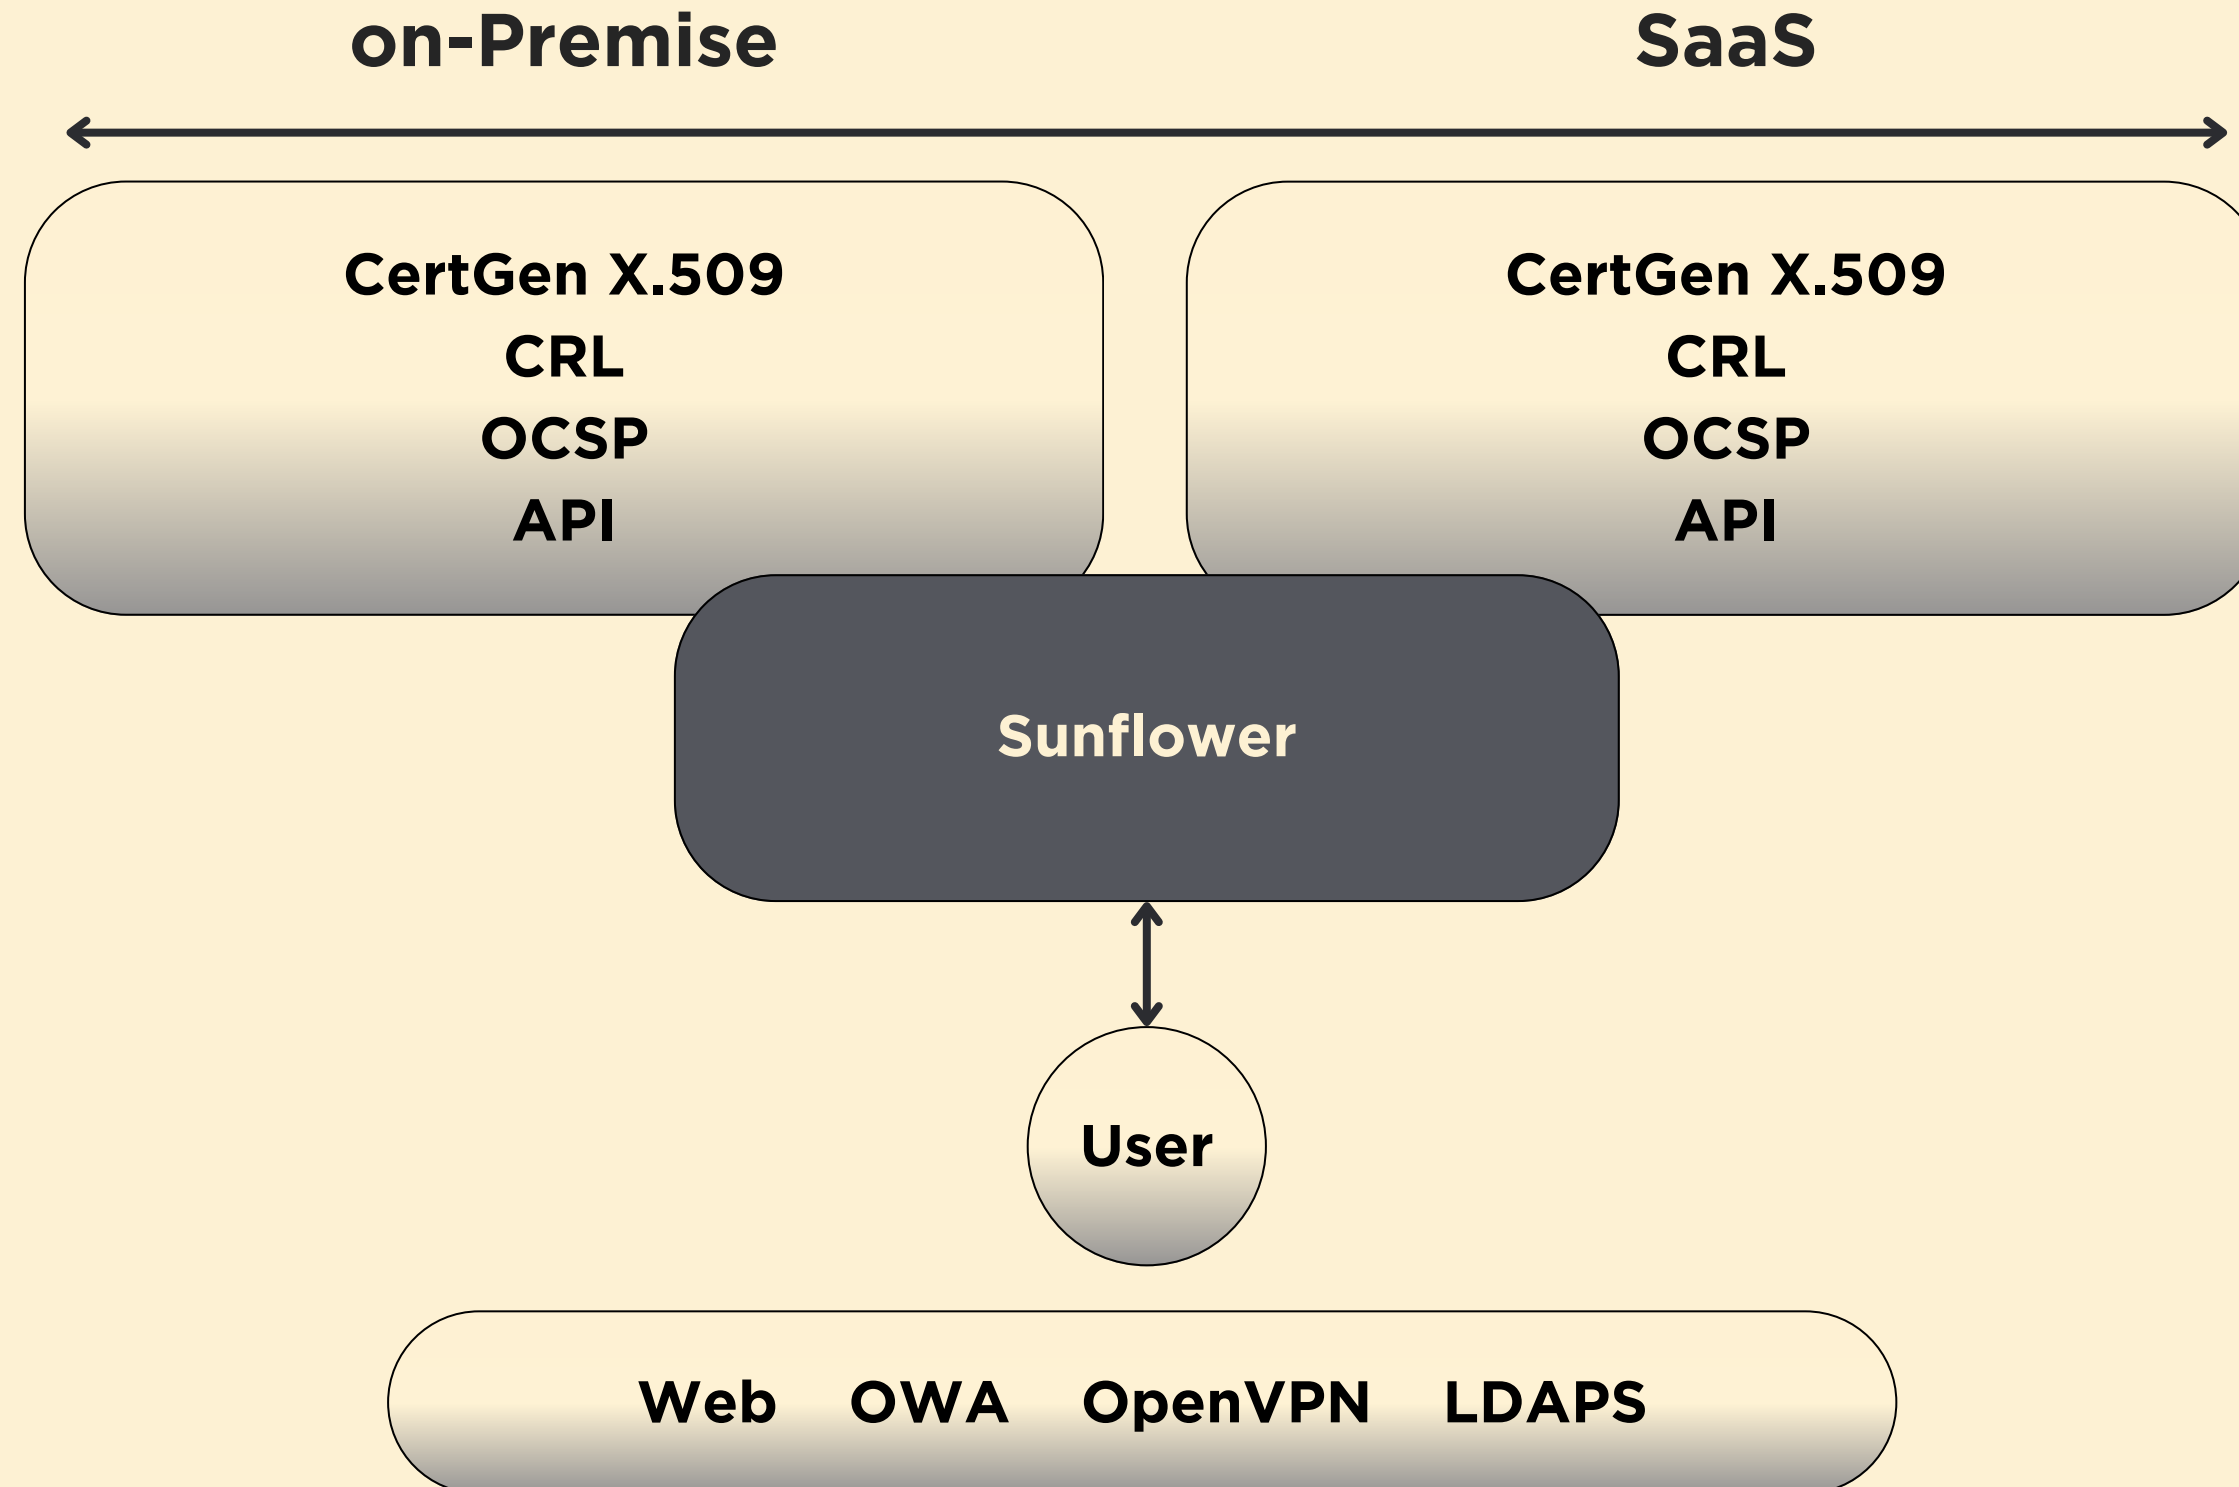 on-Premise
SaaS
CertGen X.509
CRL
OCSP
API
CertGen X.509
CRL
OCSP
API
Sunflower
User
Web OWA OpenVPN LDAPS